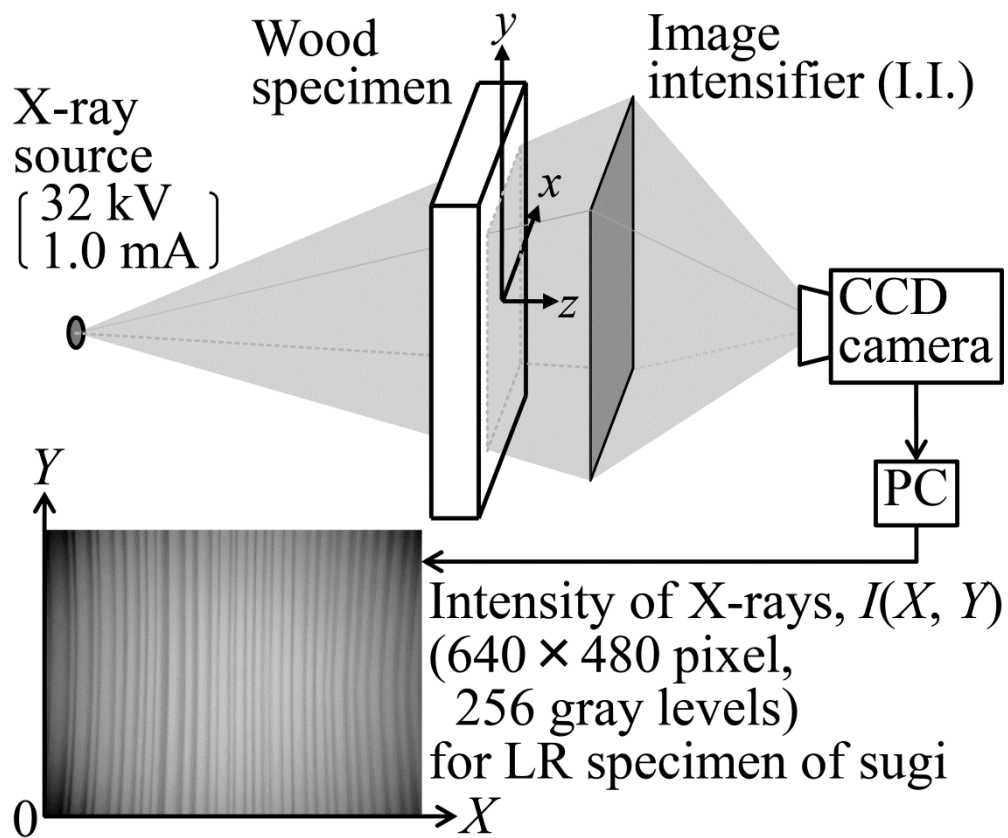 Wood
specimen
y
Image
intensifier (I.I.)
X-ray
source
32 kV
1.0 mA
x
z
CCD
camera
PC
Y
Intensity of X-rays, I(X, Y)
(640 × 480 pixel,
256 gray levels)
for LR specimen of sugi
0
X